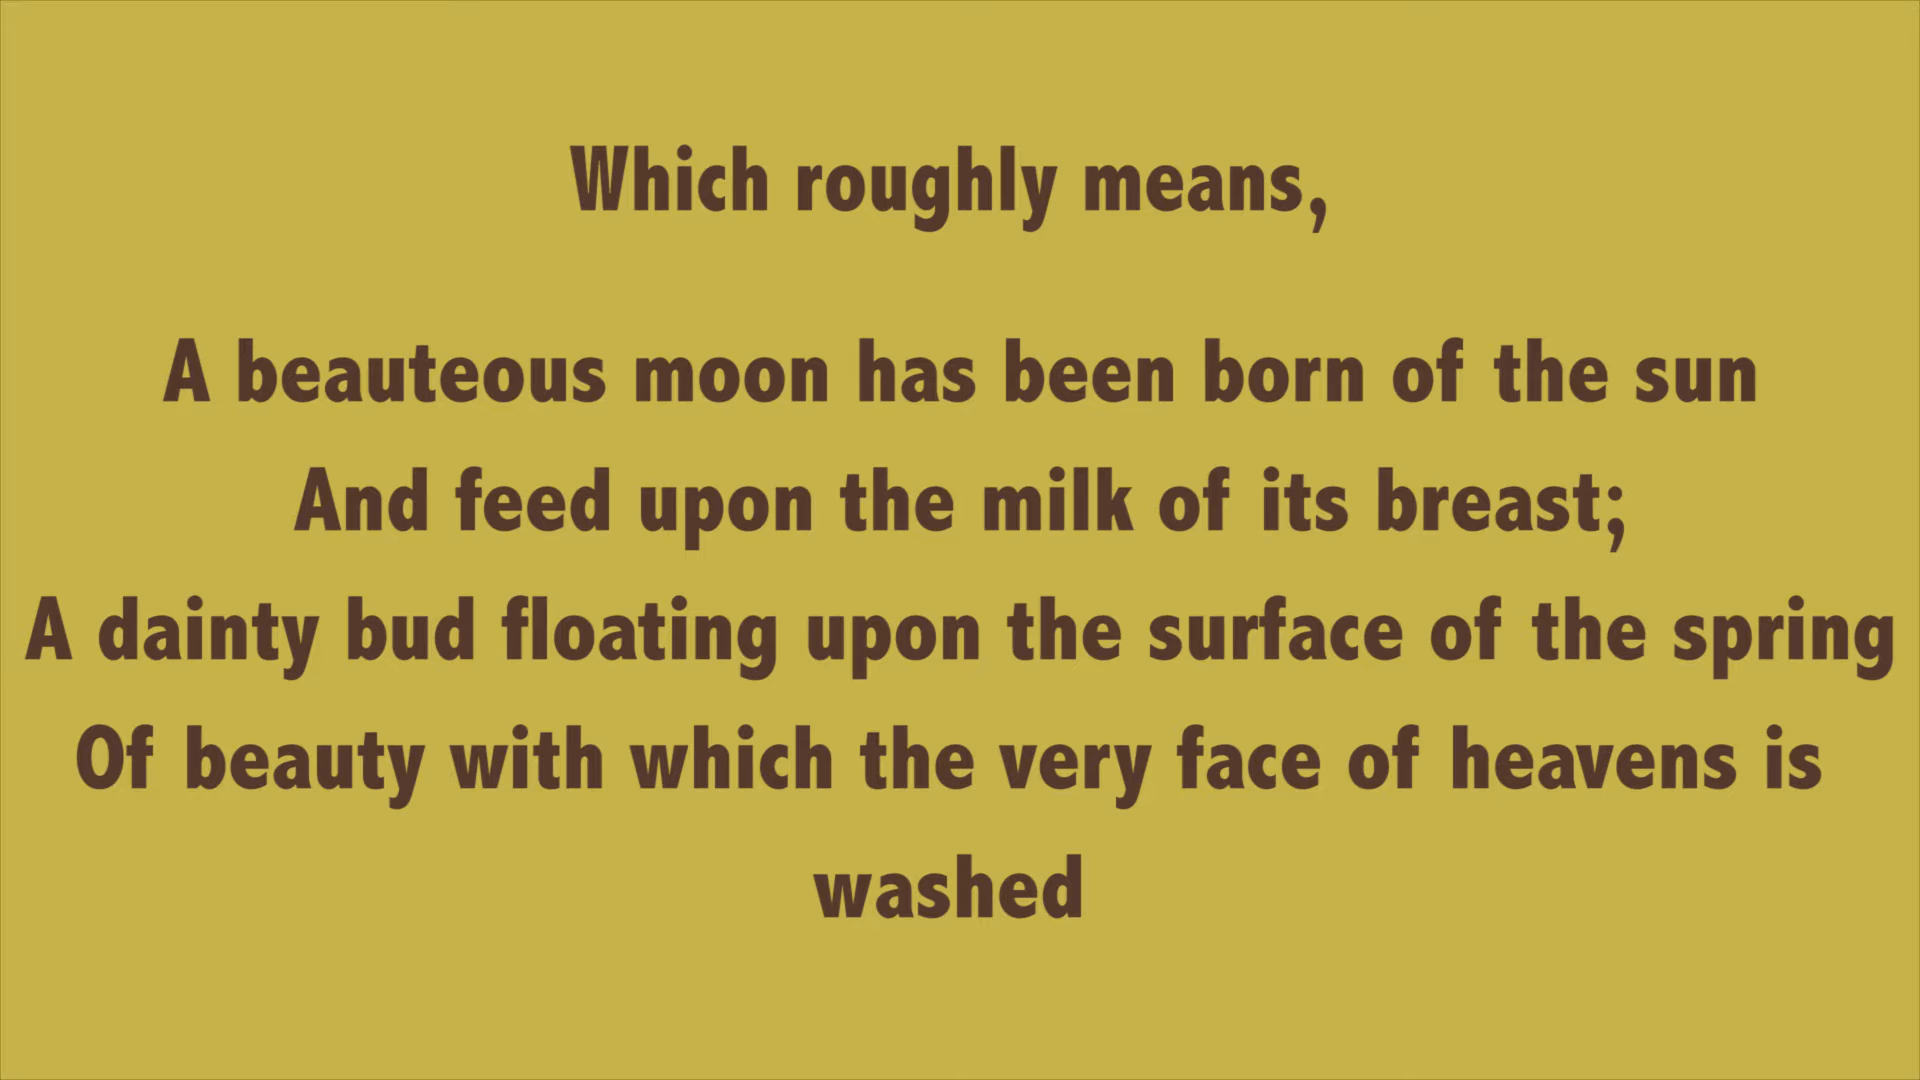 Which roughly means,
A beauteous moon has been born of the sun
And feed upon the milk of its breast;
A dainty bud floating upon the surface of the spring
Of beauty with which the very face of heavens is
washed